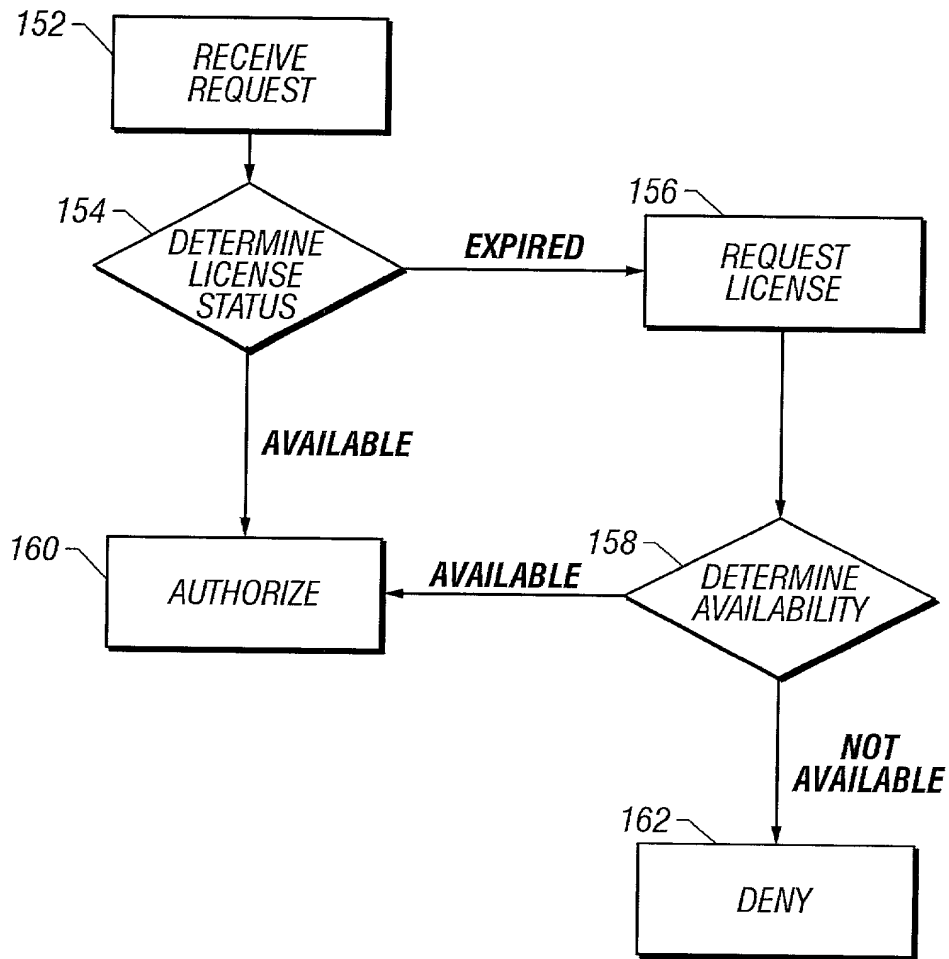 152
RECEIVE
REQUEST
154
DETERMINE
LICENSE
STATUS
EXPIRED
156
REQUEST
LICENSE
AVAILABLE
160
AUTHORIZE
AVAILABLE
158
DETERMINE
AVAILABILITY
NOT
AVAILABLE
162
DENY